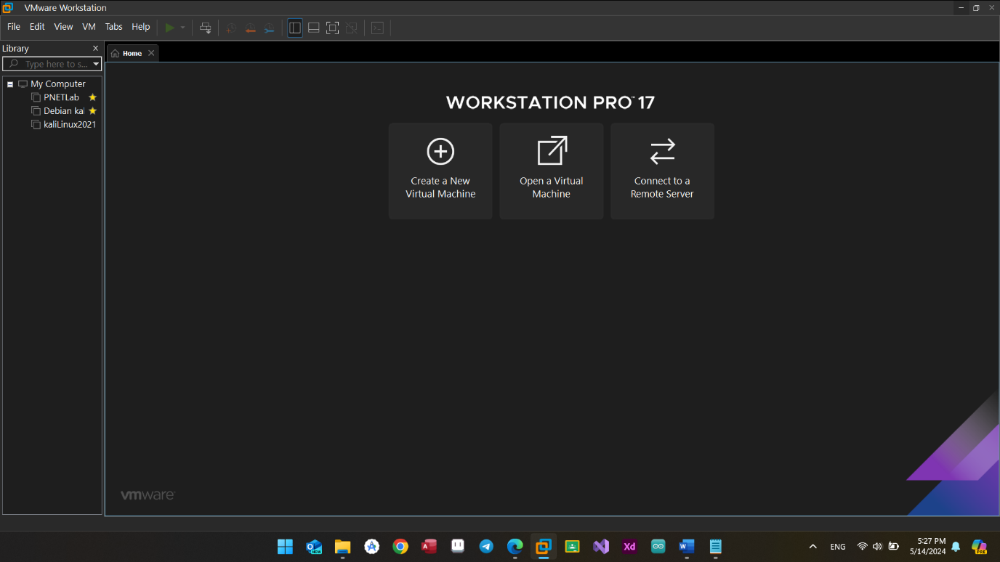 VMware Workstation
File Edit View VM Tabs Help
Library
Type here to s...
Home
My Computer
PNETLab
Debian kal
kaliLinux2021
WORKSTATION PRO™ 17
Create a New
Virtual Machine
Open a Virtual
Machine
Connect to a
Remote Server
vmware
NEW
A
Xd
W
ENG
5:27 PM
5/14/2024
PRE